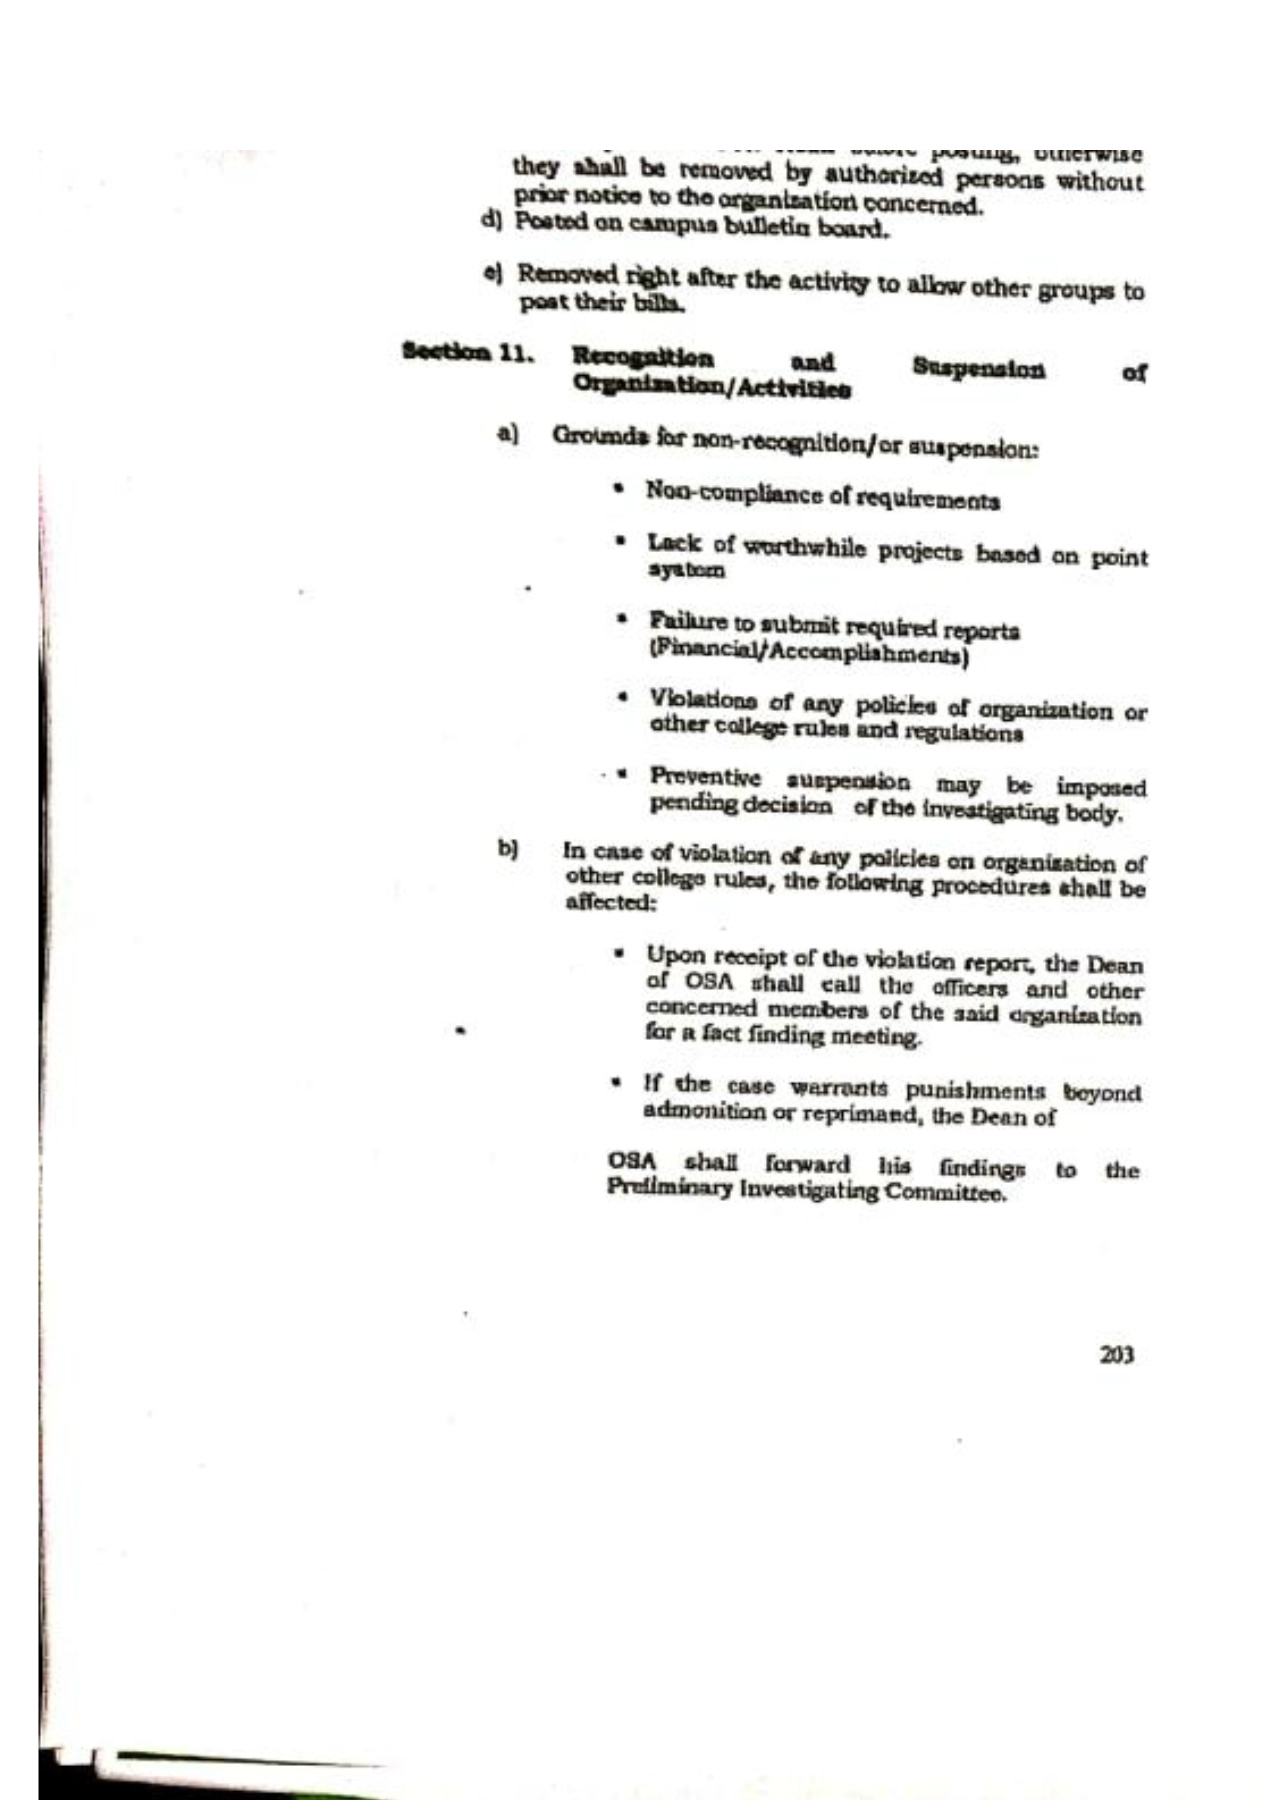 posting, otherwise
they shall be removed by authorized persons without
prior notice to the organization concerned.
d) Posted on campus bulletin board.
e) Removed right after the activity to allow other groups to
post their bills.
Section 11. Recognition and Suspension of
Organization/Activities
a) Grounds for non-recognition/or suspension:
▪ Non-compliance of requirements
▪ Lack of worthwhile projects based on point
system
▪ Failure to submit required reports
(Financial/Accomplishments)
▪ Violations of any policies of organization or
other college rules and regulations
▪ Preventive suspension may be imposed
pending decision of the investigating body.
b) In case of violation of any policies on organization of
other college rules, the following procedures shall be
affected:
▪ Upon receipt of the violation report, the Dean
of OSA shall call the officers and other
concerned members of the said organization
for a fact finding meeting.
▪ If the case warrants punishments beyond
admonition or reprimand, the Dean of
OSA shall forward his findings to the
Preliminary Investigating Committee.
203